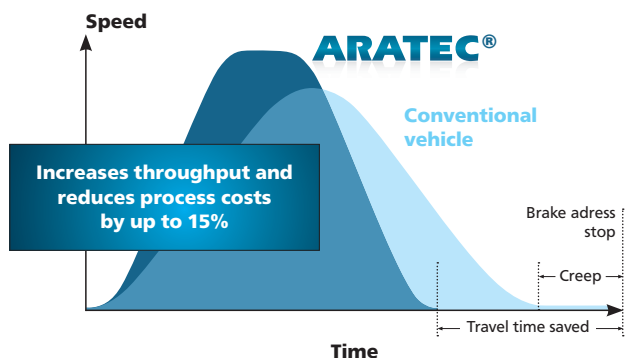 Speed
ARATEC®
Conventional
vehicle
Increases throughput and
reduces process costs
by up to 15%
Brake adress
stop
Creep
Travel time saved
Time